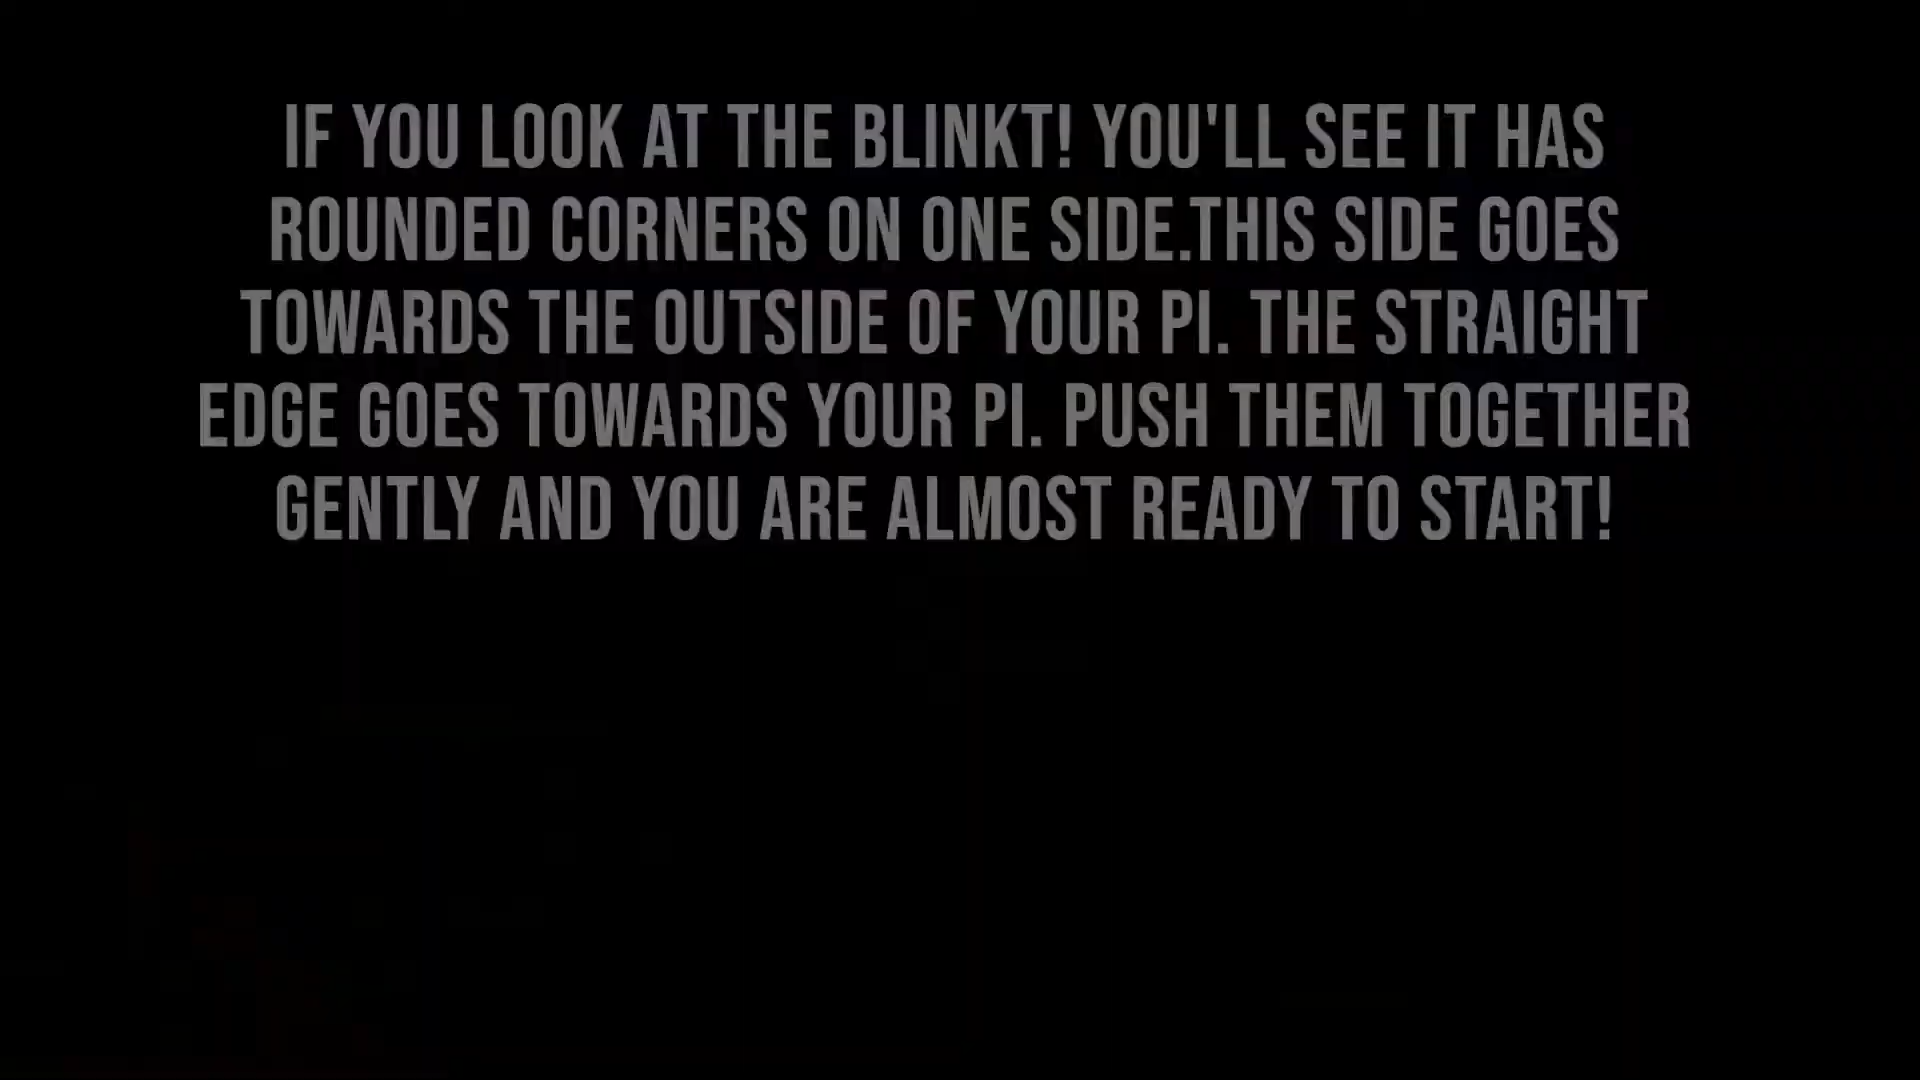 IF YOU LOOK AT THE BLINKT! YOU'LL SEE IT HAS
ROUNDED CORNERS ON ONE SIDE.THIS SIDE GOES
TOWARDS THE OUTSIDE OF YOUR PI. THE STRAIGHT
EDGE GOES TOWARDS YOUR PI. PUSH THEM TOGETHER
GENTLY AND YOU ARE ALMOST READY TO START!